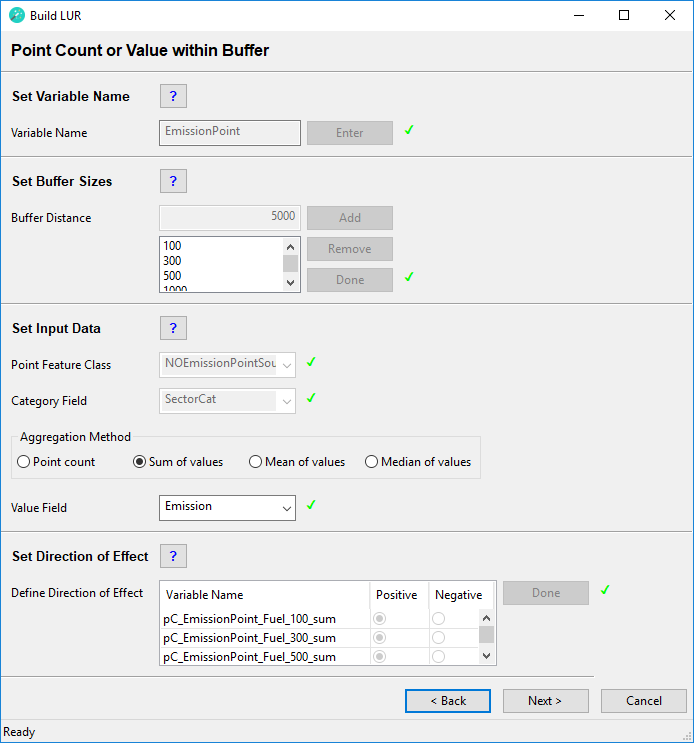 Build LUR
Point Count or Value within Buffer
Set Variable Name ?
Variable Name EmissionPoint Enter
Set Buffer Sizes ?
Buffer Distance 5000 Add
100
300
500
1000
Remove
Done
Set Input Data ?
Point Feature Class NOEmissionPointSou
Category Field SectorCat
Aggregation Method
Point count Sum of values Mean of values Median of values
Value Field Emission
Set Direction of Effect ?
Define Direction of Effect Variable Name Positive Negative Done
pC_EmissionPoint_Fuel_100_sum
pC_EmissionPoint_Fuel_300_sum
pC_EmissionPoint_Fuel_500_sum
< Back Next > Cancel
Ready